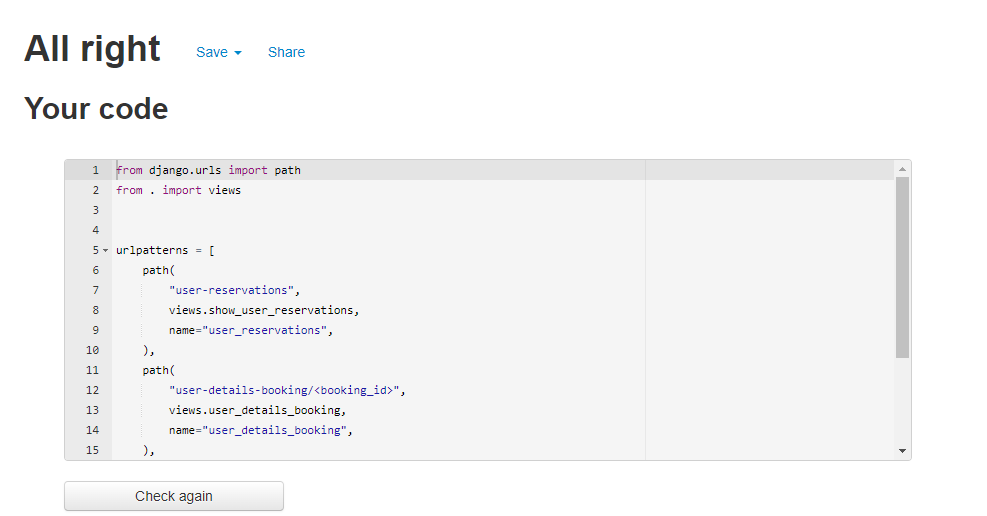 All right Save Share
Your code
1 from django.urls import path
2 from . import views
3
4
5 urlpatterns = [
6     path(
7         "user-reservations",
8         views.show_user_reservations,
9         name="user_reservations",
10     ),
11     path(
12         "user-details-booking/<booking_id>",
13         views.user_details_booking,
14         name="user_details_booking",
15     ),
Check again